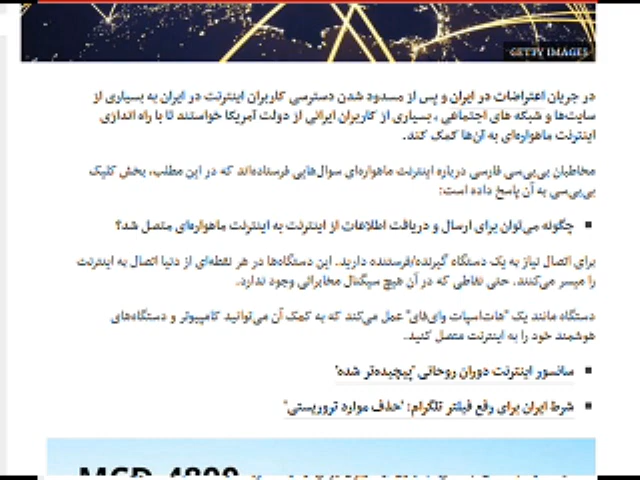 GETTY IMAGES
در جریان اعتراضات در ایران و پس از مسدود شدن دسترسی کاربران اینترنت در ایران به بسیاری از
سایت‌ها و شبکه های اجتماعی، بسیاری از کاربران ایرانی از دولت آمریکا خواستند تا با راه اندازی
اینترنت ماهواره‌ای به آن‌ها کمک کند.
مخاطبان بی‌بی‌سی فارسی درباره اینترنت ماهواره‌ای سوال‌هایی فرستاده‌اند که در این مطلب، بخش کلیک
بی‌بی‌سی به آن پاسخ داده است:
چگونه می‌توان برای ارسال و دریافت اطلاعات از اینترنت به اینترنت ماهواره‌ای متصل شد؟
برای اتصال نیاز به یک دستگاه گیرنده/فرستنده دارید. این دستگاه‌ها در هر نقطه‌ای از دنیا اتصال به اینترنت
را میسر می‌کنند. حتی نقاطی که در آن هیچ سیگنال مخابراتی وجود ندارد.
دستگاه مانند یک "هات‌اسپات وای‌فای" عمل می‌کند که به کمک آن می‌توانید کامپیوتر و دستگاه‌های
هوشمند خود را به اینترنت متصل کنید.
سانسور اینترنت دوران روحانی 'پیچیده‌تر شده'
شرط ایران برای رفع فیلتر تلگرام: 'حذف موارد تروریستی'